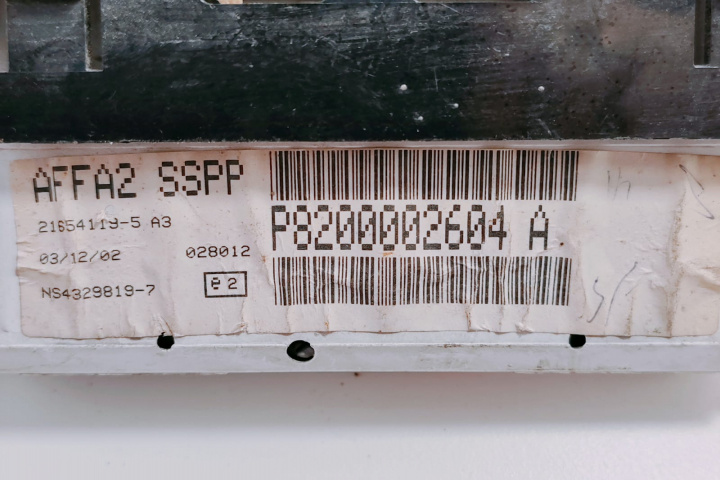 AFFA2 SSPP
21654119-5 A3
03/12/02 028012
NS4329819-7
e2
P8200002604 A